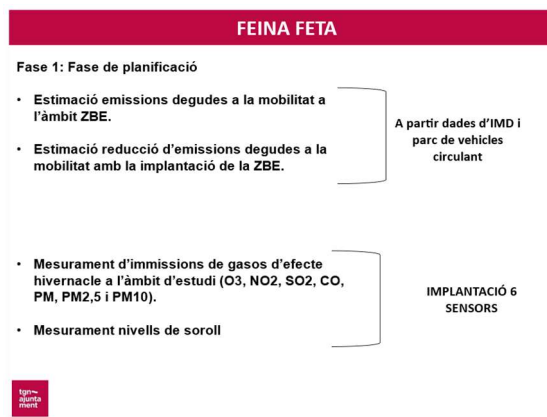 FEINA FETA
Fase 1: Fase de planificació
• Estimació emissions degudes a la mobilitat a
l'àmbit ZBE.
• Estimació reducció d'emissions degudes a la
mobilitat amb la implantació de la ZBE.
A partir dades d'IMD i
parc de vehicles
circulant
• Mesurament d'immissions de gasos d'efecte
hivernacle a l'àmbit d'estudi (O3, NO2, SO2, CO,
PM, PM2,5 i PM10).
• Mesurament nivells de soroll
IMPLANTACIÓ 6
SENSORS
tgn~
ajunta
ment